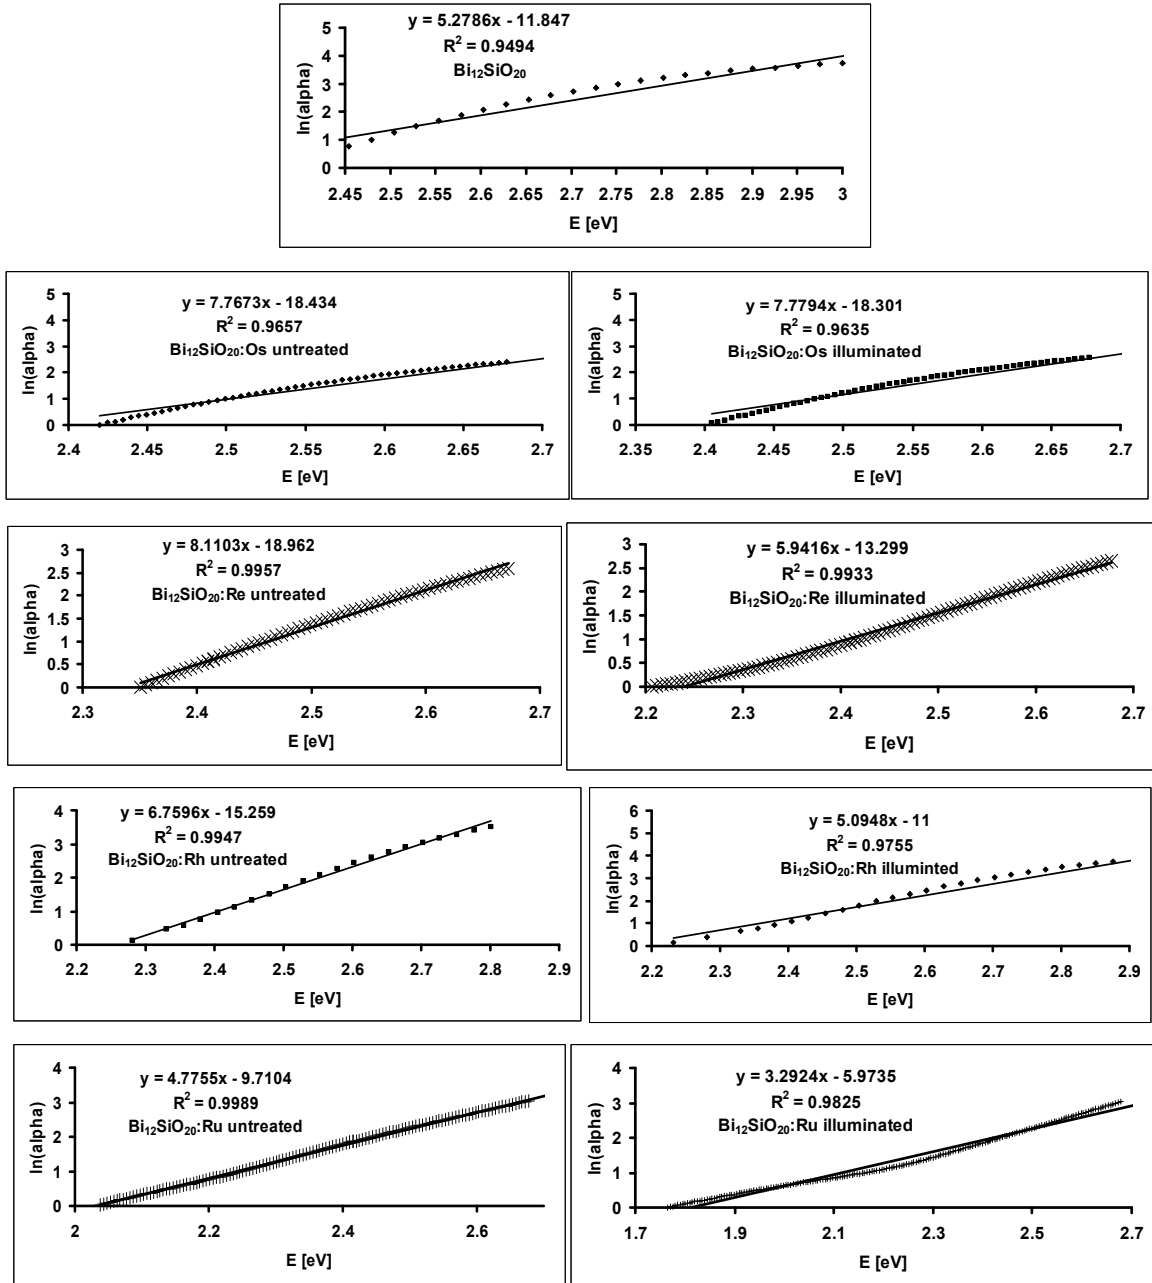 y = 5.2786x - 11.847
R² = 0.9494
Bi₁₂SiO₂₀
ln(alpha)
5
4
3
2
1
0
2.45 2.5 2.55 2.6 2.65 2.7 2.75 2.8 2.85 2.9 2.95 3
E [eV]
y = 7.7673x - 18.434
R² = 0.9657
Bi₁₂SiO₂₀:Os untreated
ln(alpha)
5
4
3
2
1
0
2.4 2.45 2.5 2.55 2.6 2.65 2.7
E [eV]
y = 7.7794x - 18.301
R² = 0.9635
Bi₁₂SiO₂₀:Os illuminated
ln(alpha)
5
4
3
2
1
0
2.35 2.4 2.45 2.5 2.55 2.6 2.65 2.7
E [eV]
y = 8.1103x - 18.962
R² = 0.9957
Bi₁₂SiO₂₀:Re untreated
ln(alpha)
3
2.5
2
1.5
1
0.5
0
2.3 2.4 2.5 2.6 2.7
E [eV]
y = 5.9416x - 13.299
R² = 0.9933
Bi₁₂SiO₂₀:Re illuminated
ln(alpha)
3
2.5
2
1.5
1
0.5
0
2.2 2.3 2.4 2.5 2.6 2.7
E [eV]
y = 6.7596x - 15.259
R² = 0.9947
Bi₁₂SiO₂₀:Rh untreated
ln(alpha)
4
3
2
1
0
2.2 2.3 2.4 2.5 2.6 2.7 2.8 2.9
E [eV]
y = 5.0948x - 11
R² = 0.9755
Bi₁₂SiO₂₀:Rh illuminted
ln(alpha)
6
5
4
3
2
1
0
2.2 2.3 2.4 2.5 2.6 2.7 2.8 2.9
E [eV]
y = 4.7755x - 9.7104
R² = 0.9989
Bi₁₂SiO₂₀:Ru untreated
ln(alpha)
4
3
2
1
0
2 2.2 2.4 2.6
E [eV]
y = 3.2924x - 5.9735
R² = 0.9825
Bi₁₂SiO₂₀:Ru illuminated
ln(alpha)
4
3
2
1
0
1.7 1.9 2.1 2.3 2.5 2.7
E [eV]